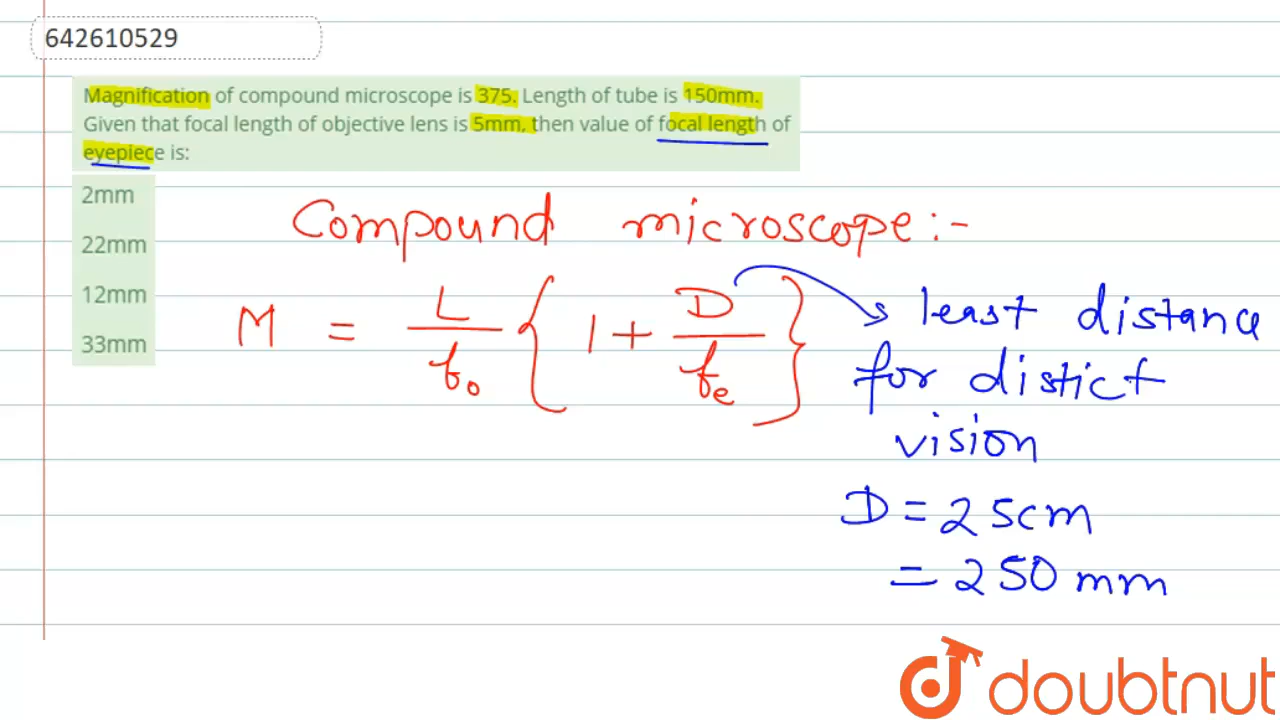 642610529
Magnification of compound microscope is 375. Length of tube is 150mm.
Given that focal length of objective lens is 5mm, then value of focal length of
eyepiece is:
2mm
22mm
12mm
33mm
Compound microscope:-
M = L/fo { 1 + D/fe }
least distance
for distict
vision
D = 25cm
= 250 mm
doubtnut